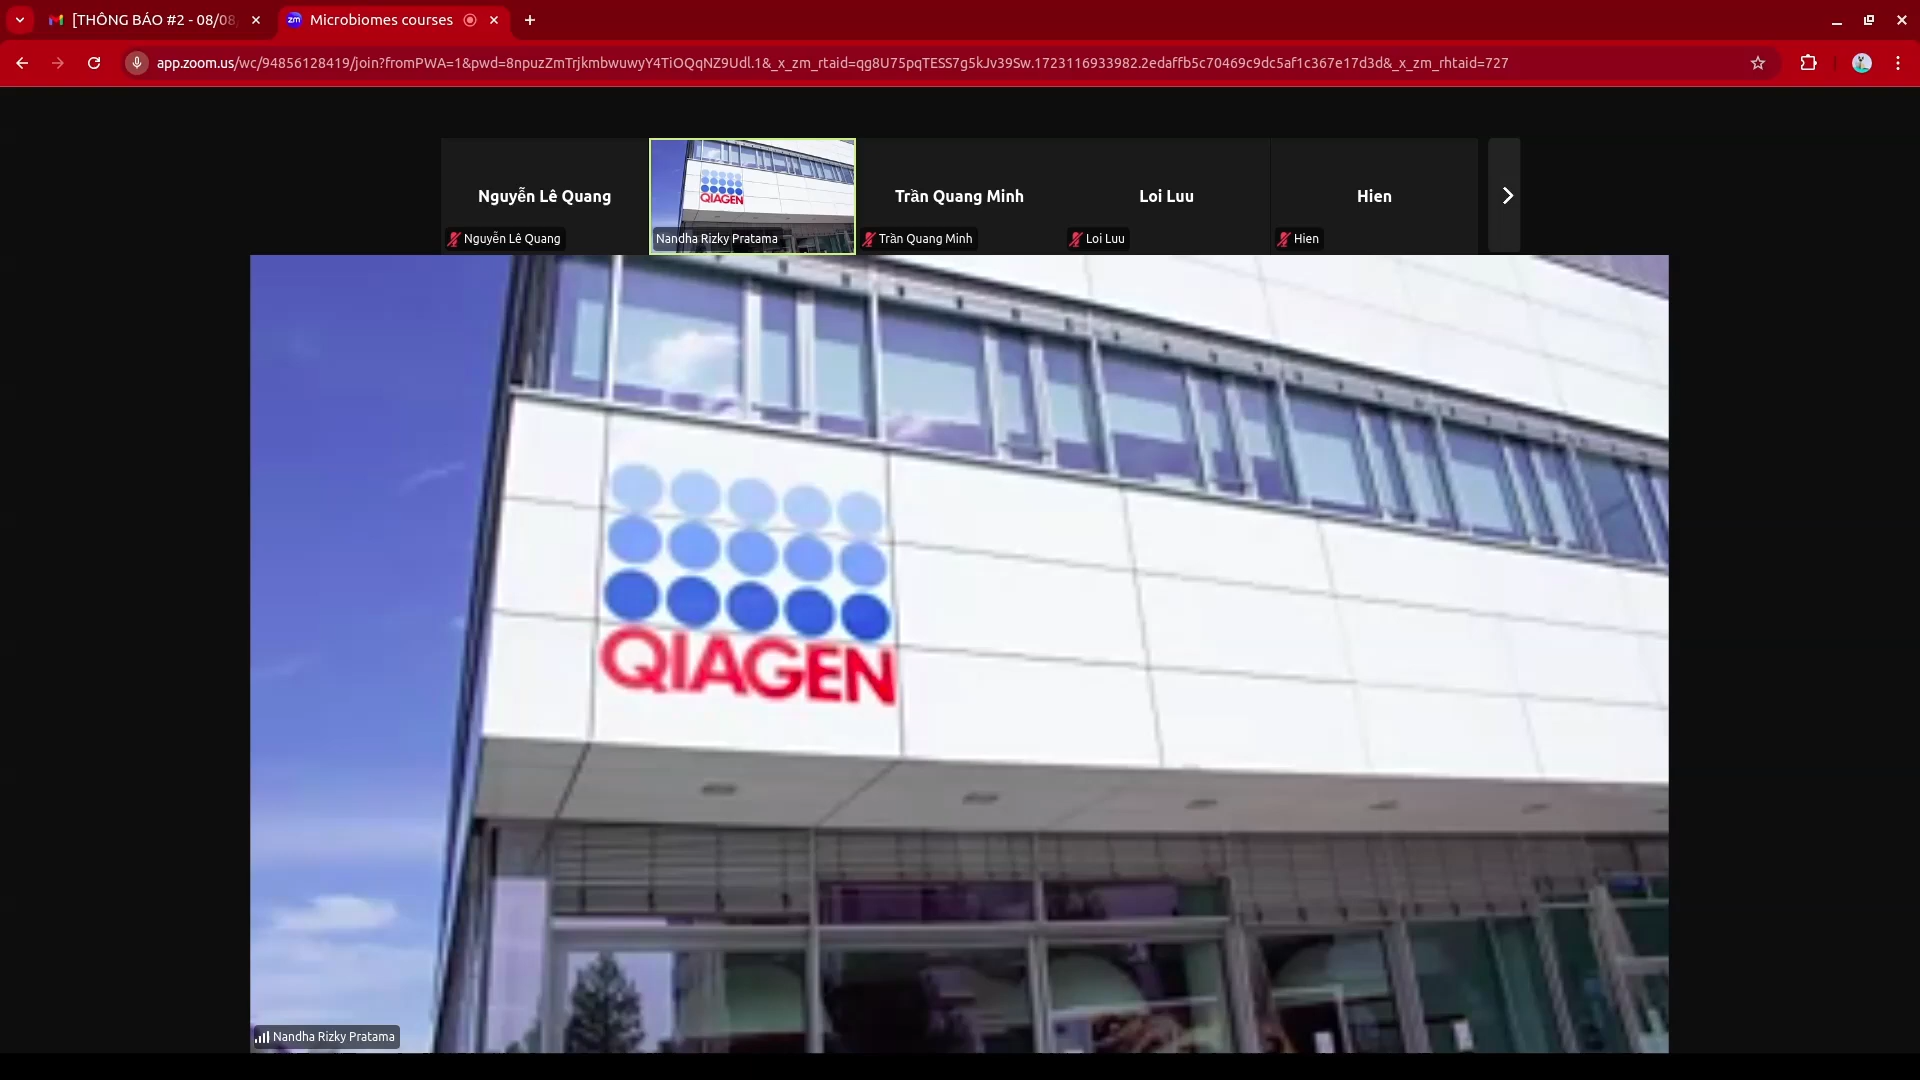 [THÔNG BÁO #2 - 08/08
Microbiomes courses
app.zoom.us/wc/94856128419/join?fromPWA=1&pwd=8npuzZmTrjkmbwuwyY4TiOQqNZ9Udl.1&_x_zm_rtaid=qg8U75pqTESS7g5kJv39Sw.1723116933982.2edaffb5c70469c9dc5af1c367e17d3d&_x_zm_rhtaid=727
Nguyễn Lê Quang
QIAGEN
Trần Quang Minh
Loi Luu
Hien
Nguyễn Lê Quang
Nandha Rizky Pratama
Trần Quang Minh
Loi Luu
Hien
QIAGEN
Nandha Rizky Pratama